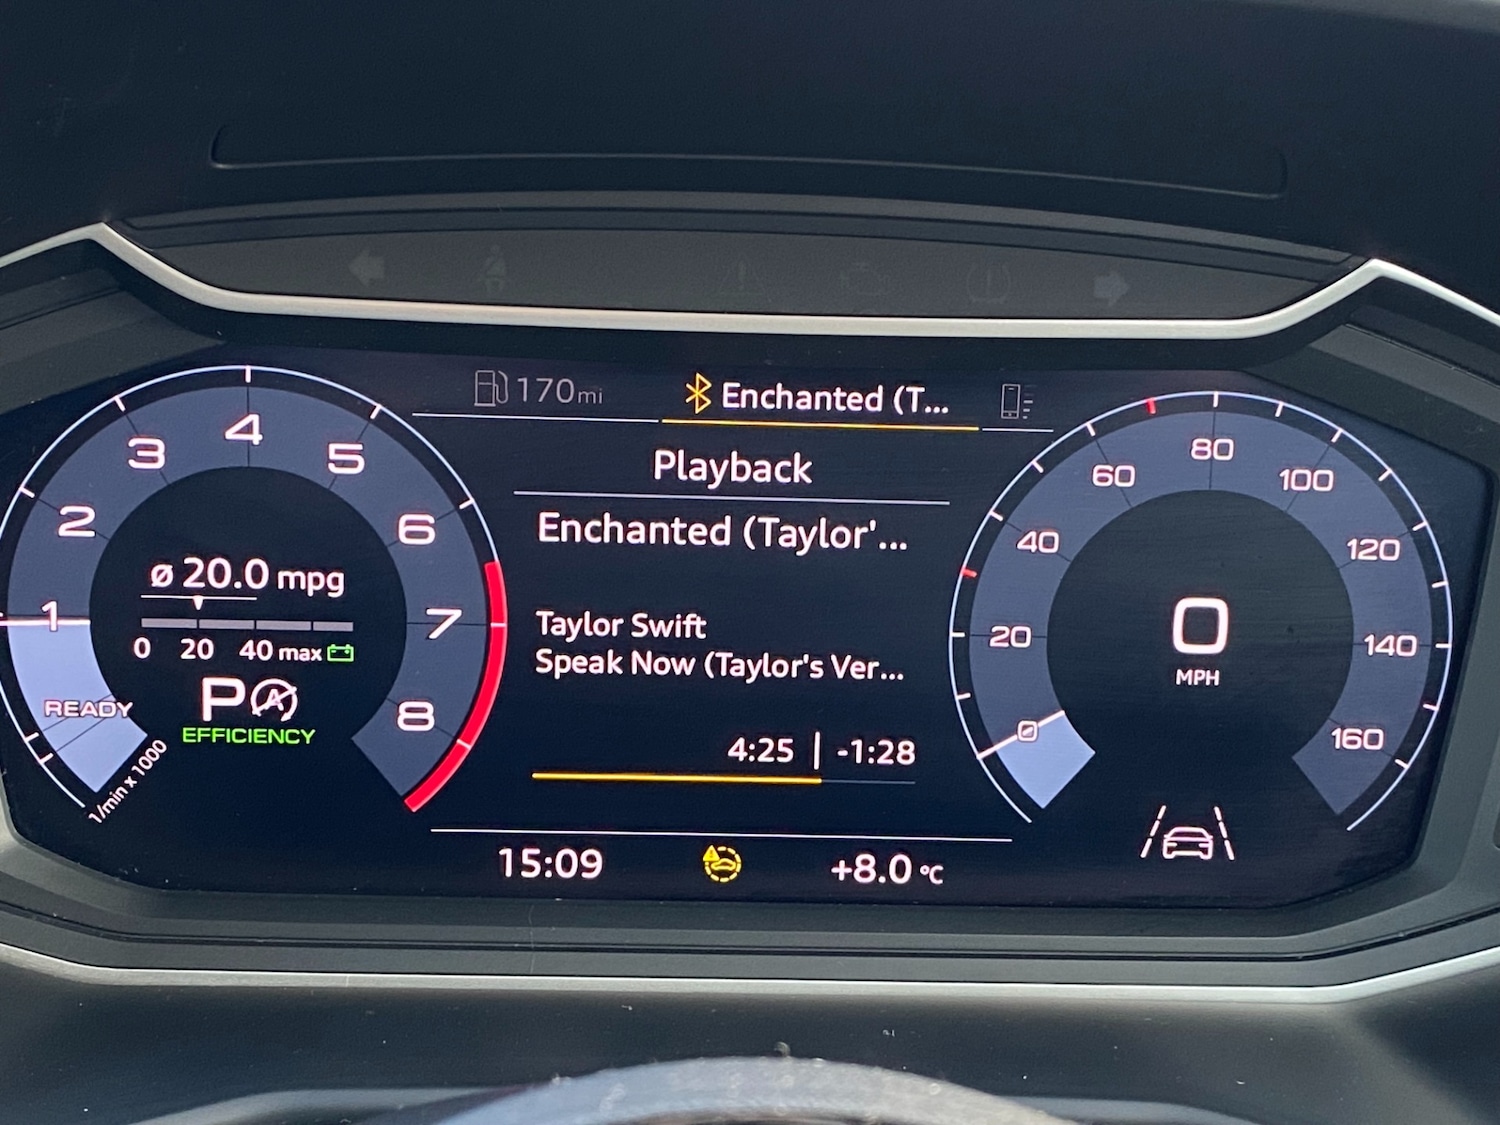 170mi
Enchanted (T...
Playback
Enchanted (Taylor'...
Taylor Swift
Speak Now (Taylor's Ver...
4:25 | -1:28
15:09
+8.0 °C
1
2
3
4
5
6
7
8
ø 20.0 mpg
0 20 40 max
P A
EFFICIENCY
READY
1/min x 1000
0
20
40
60
80
100
120
140
160
0
MPH